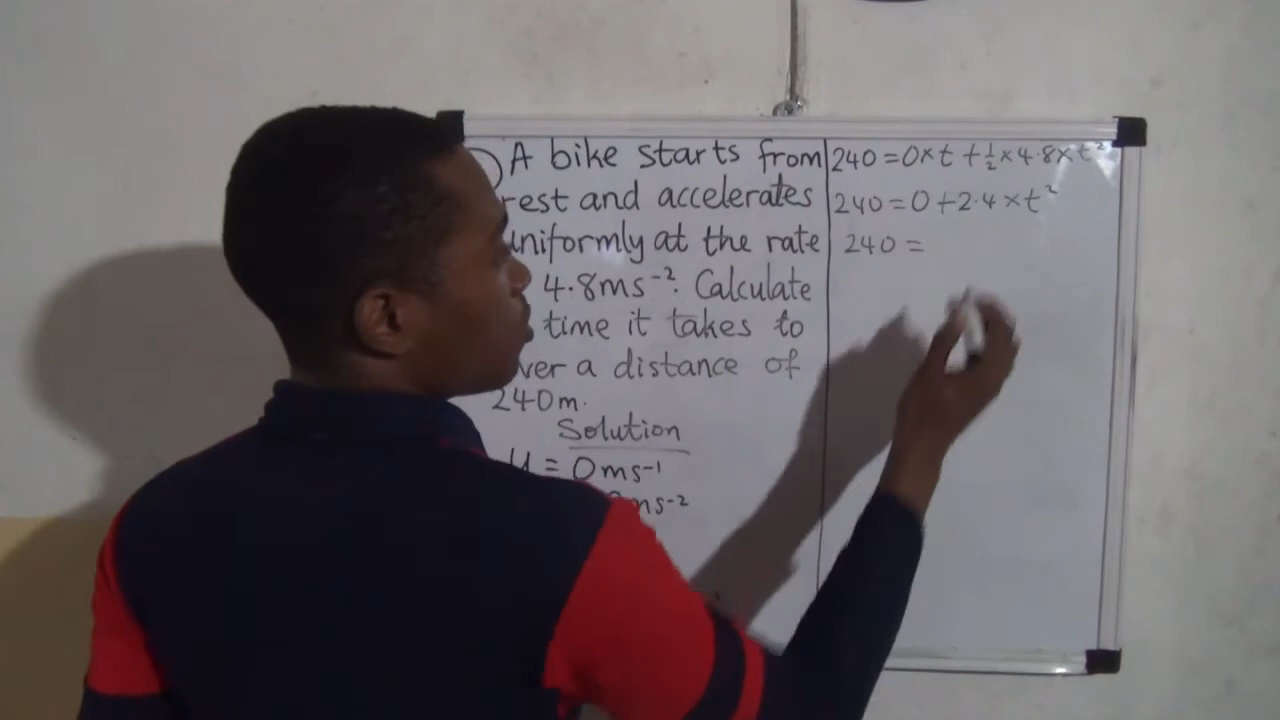 A bike starts from
rest and accelerates
uniformly at the rate
4.8ms⁻². Calculate
time it takes to
a distance of
240m.
Solution
U = 0ms⁻¹
ms⁻²
240 = 0×t + ½×4.8×t²
240 = 0 + 2.4×t²
240 =